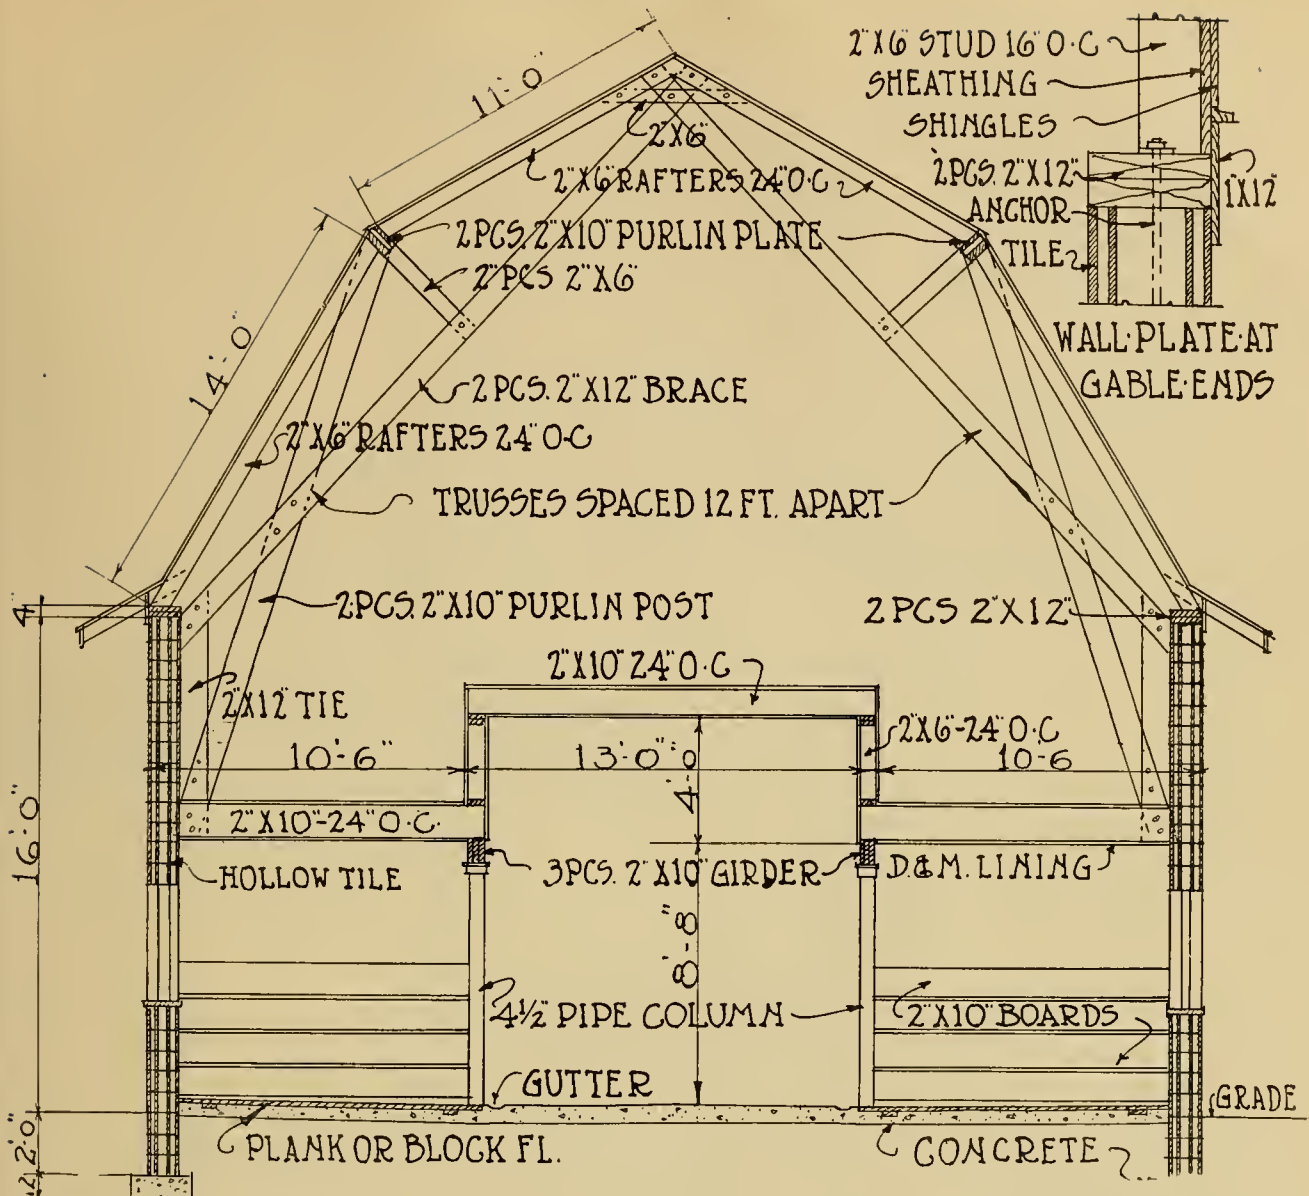 2"X6" STUD 16" O.C
SHEATHING
SHINGLES
2PCS. 2"X12"
1"X12"
ANCHOR
TILE
WALL·PLATE·AT
GABLE·ENDS
11'-0"
2"X6"
2"X6" RAFTERS 24" O.C
2 PCS. 2"X10" PURLIN PLATE
2" PCS 2"X6"
14'-0"
2 PCS. 2"X12" BRACE
2"X6" RAFTERS 24" O-C
TRUSSES SPACED 12 FT. APART
4"
2·PCS. 2"X10" PURLIN POST
2 PCS 2"X12"
2"X10" 24" O.C
2"X12" TIE
2"X6"-24" O.C
10'-6"
13'-0"
10-6
4'-0"
16'-0"
2"X10"-24" O.C.
HOLLOW TILE
3PCS. 2"X10" GIRDER
D.&M. LINING
8'-8"
4½" PIPE COLUMN
2"X10" BOARDS
GUTTER
GRADE
2'-0"
PLANK OR BLOCK FL.
CONCRETE